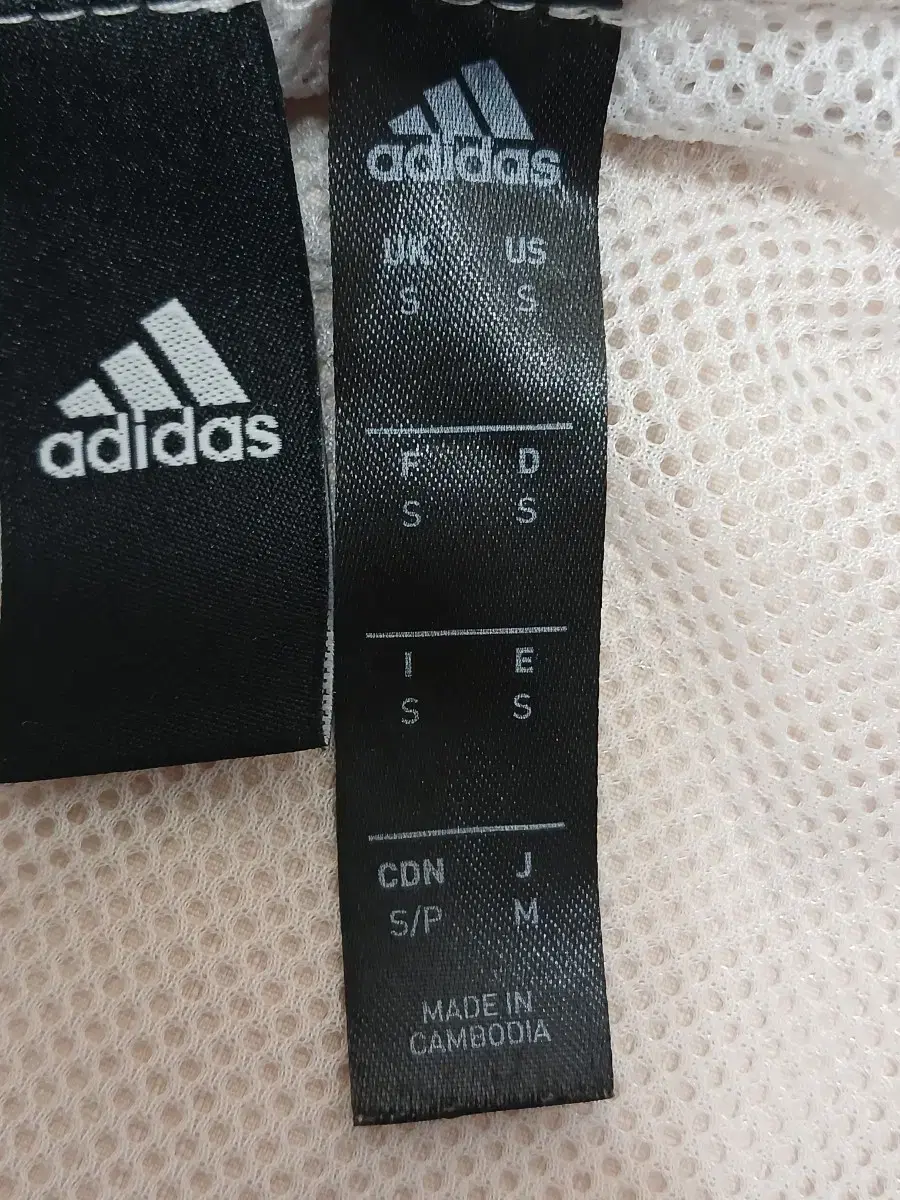 adidas
adidas
UK US
S S
F D
S S
I E
S S
CDN J
S/P M
MADE IN
CAMBODIA